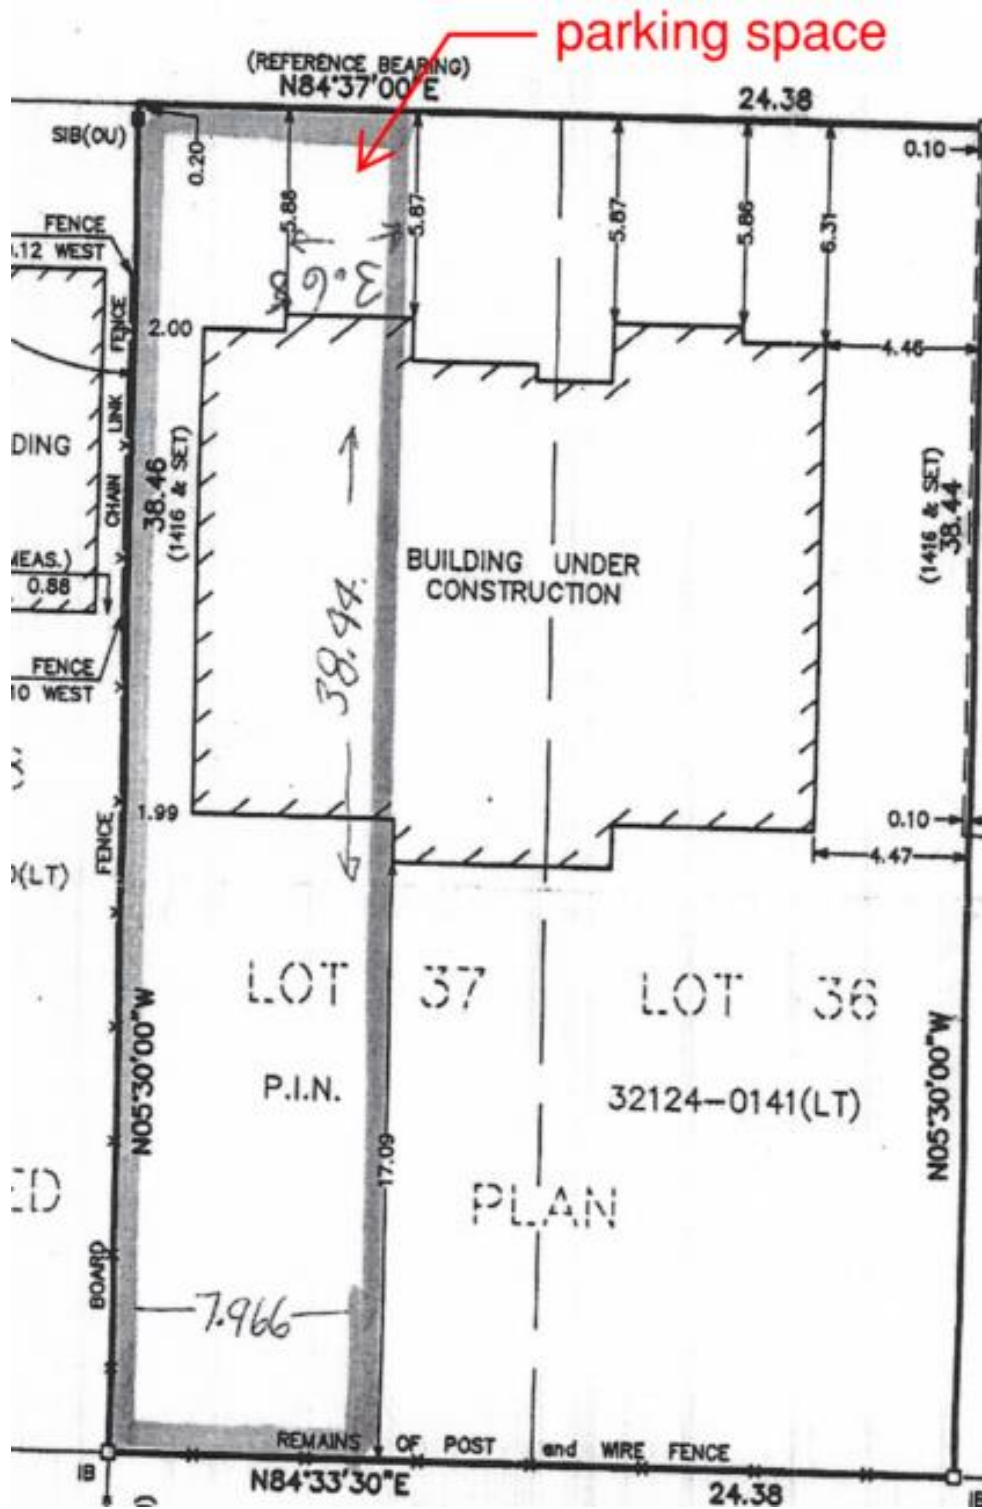 parking space
(REFERENCE BEARING)
N84°37'00"E
24.38
SIB(OU)
0.20
0.10
5.88
5.87
5.87
5.86
6.31
FENCE
.12 WEST
3.6
2.00
4.46
CHAIN LINK FENCE
DING
38.46
(1416 & SET)
(1416 & SET)
38.44
MEAS.)
0.88
BUILDING UNDER
CONSTRUCTION
38.44
FENCE
10 WEST
1.99
0.10
4.47
FENCE
(LT)
LOT 37
LOT 36
N05°30'00"W
N05°30'00"W
P.I.N.
32124-0141(LT)
17.09
ED
PLAN
BOARD
7.966
REMAINS OF POST and WIRE FENCE
IB
N84°33'30"E
24.38
IB